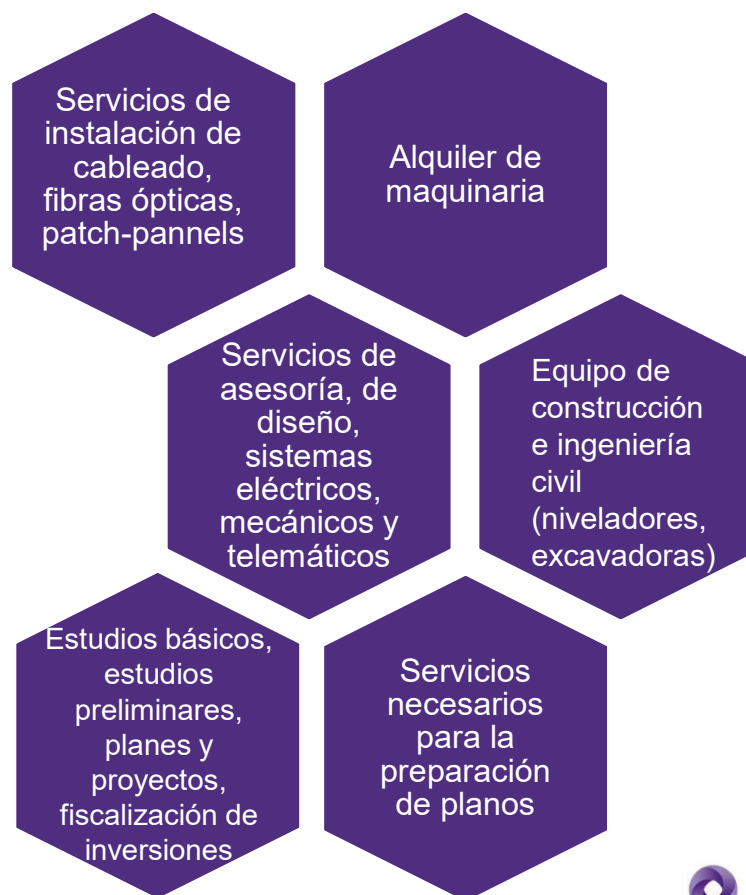 Servicios de
instalación de
cableado,
fibras ópticas,
patch-pannels
Alquiler de
maquinaria
Servicios de
asesoría, de
diseño,
sistemas
eléctricos,
mecánicos y
telemáticos
Equipo de
construcción
e ingeniería
civil
(niveladores,
excavadoras)
Estudios básicos,
estudios
preliminares,
planes y
proyectos,
fiscalización de
inversiones
Servicios
necesarios
para la
preparación
de planos